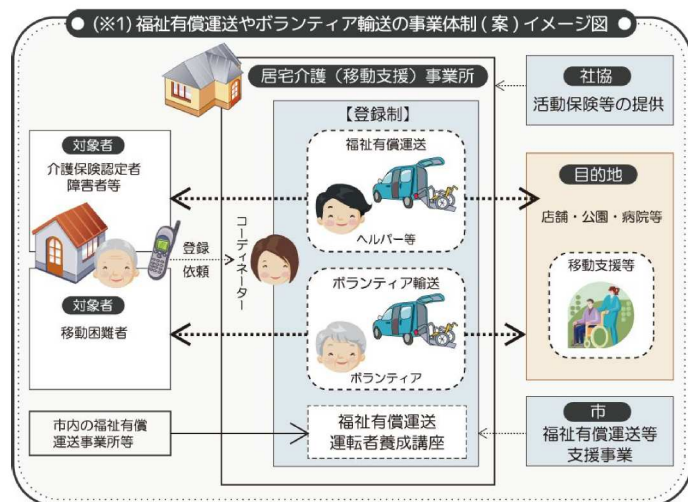 (※1) 福祉有償運送やボランティア輸送の事業体制(案)イメージ図
居宅介護(移動支援)事業所
社協
活動保険等の提供
【登録制】
対象者
介護保険認定者
障害者等
福祉有償運送
ヘルパー等
目的地
店舗・公園・病院等
移動支援等
登録
依頼
コーディネーター
対象者
移動困難者
ボランティア輸送
ボランティア
市内の福祉有償
運送事業所等
福祉有償運送
運転者養成講座
市
福祉有償運送等
支援事業